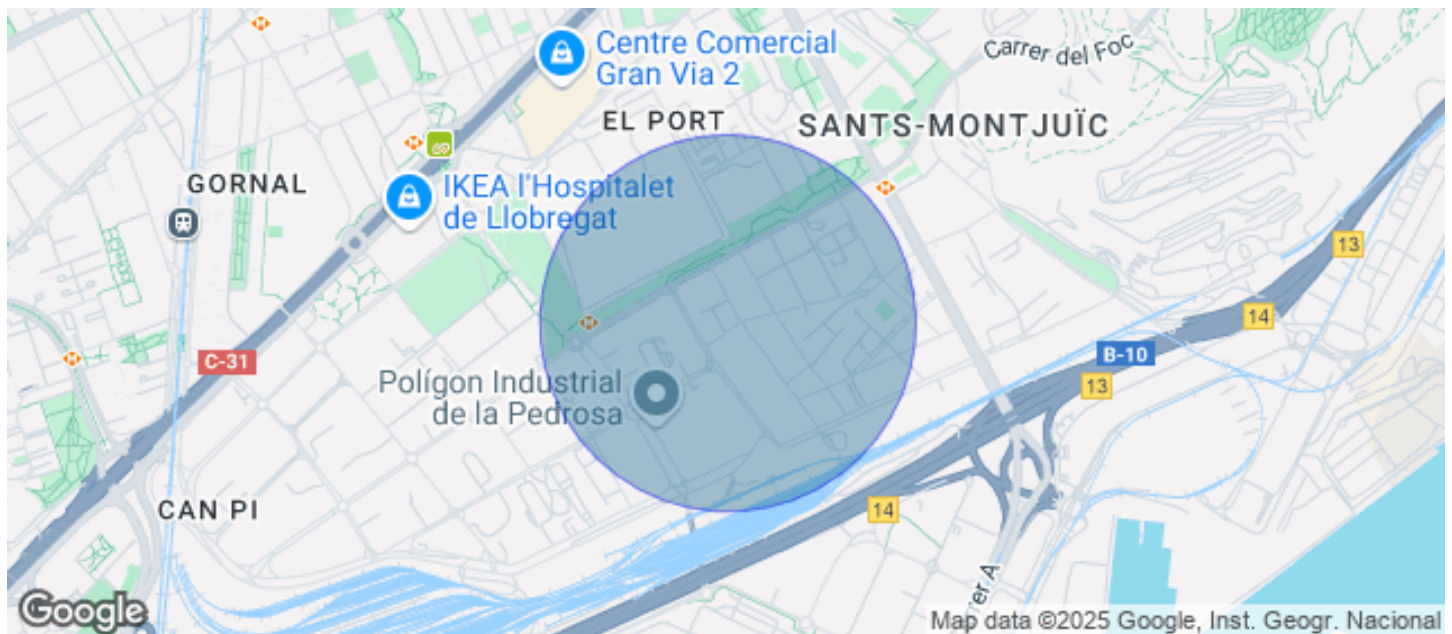 Centre Comercial
Gran Via 2
Carrer del Foc
EL PORT
SANTS-MONTJUÏC
GORNAL
IKEA l'Hospitalet
de Llobregat
13
14
C-31
B-10
13
Polígon Industrial
de la Pedrosa
CAN PI
14
er A
Google
Map data ©2025 Google, Inst. Geogr. Nacional